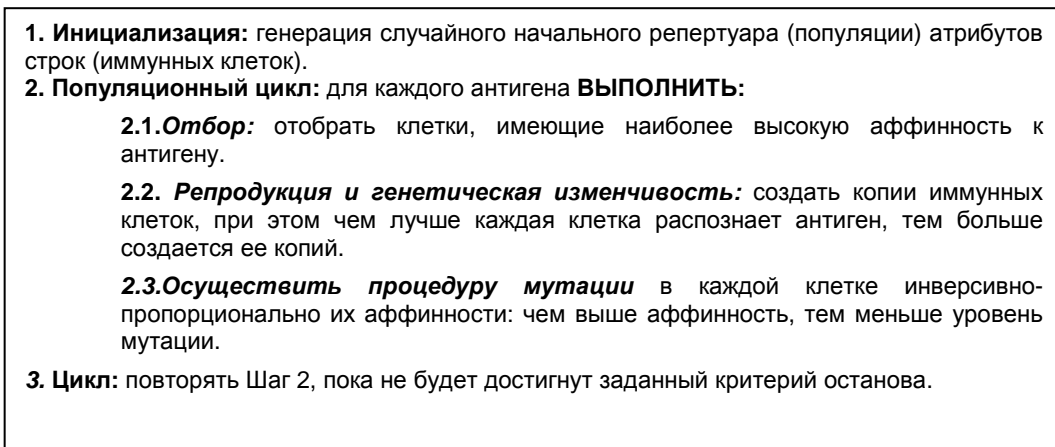 1. Инициализация: генерация случайного начального репертуара (популяции) атрибутов
строк (иммунных клеток).
2. Популяционный цикл: для каждого антигена ВЫПОЛНИТЬ:
2.1.Отбор: отобрать клетки, имеющие наиболее высокую аффинность к
антигену.
2.2. Репродукция и генетическая изменчивость: создать копии иммунных
клеток, при этом чем лучше каждая клетка распознает антиген, тем больше
создается ее копий.
2.3.Осуществить процедуру мутации в каждой клетке инверсивно-
пропорционально их аффинности: чем выше аффинность, тем меньше уровень
мутации.
3. Цикл: повторять Шаг 2, пока не будет достигнут заданный критерий останова.